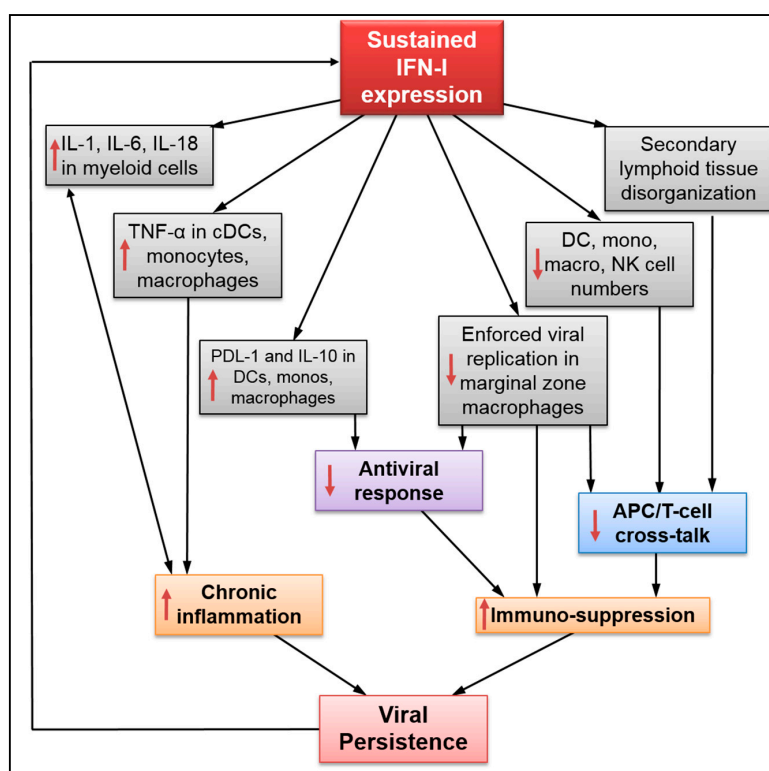 Sustained
IFN-I
expression
IL-1, IL-6, IL-18
in myeloid cells
Secondary
lymphoid tissue
disorganization
TNF-α in cDCs,
monocytes,
macrophages
DC, mono,
macro, NK cell
numbers
PDL-1 and IL-10 in
DCs, monos,
macrophages
Enforced viral
replication in
marginal zone
macrophages
Antiviral
response
APC/T-cell
cross-talk
Chronic
inflammation
Immuno-suppression
Viral
Persistence